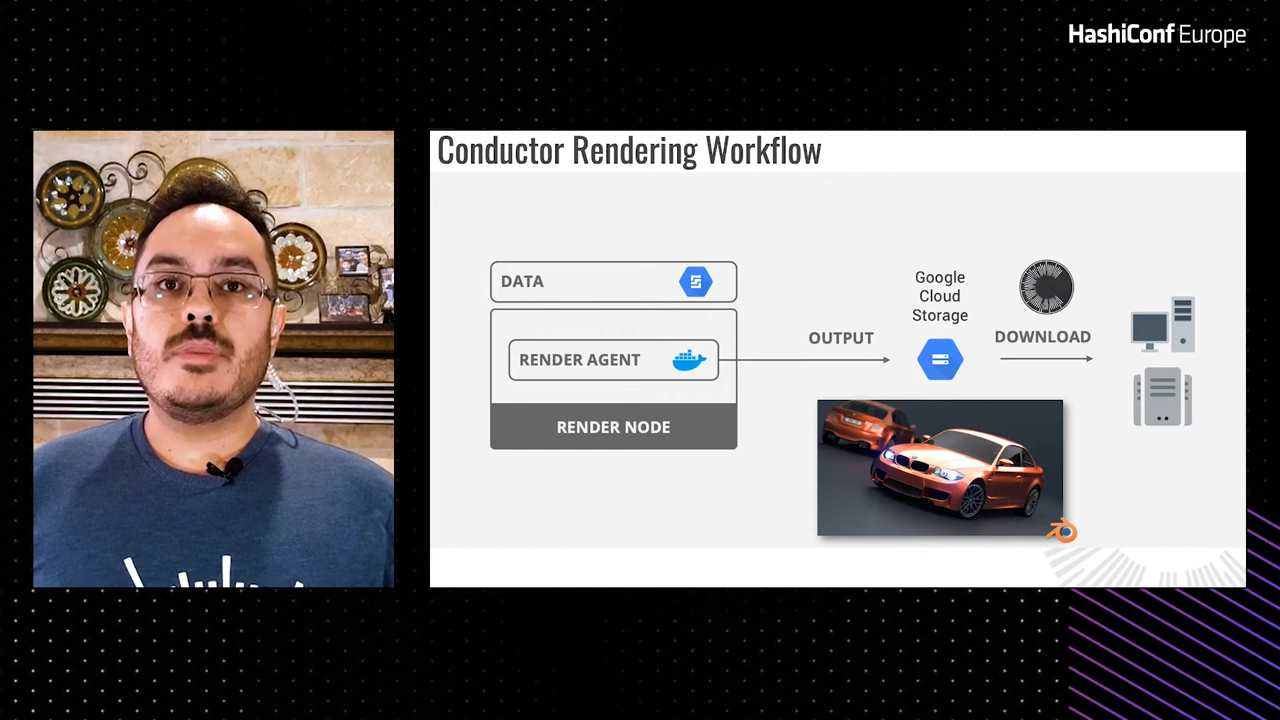 HashiConf Europe
Conductor Rendering Workflow
DATA
RENDER AGENT
RENDER NODE
OUTPUT
Google
Cloud
Storage
DOWNLOAD